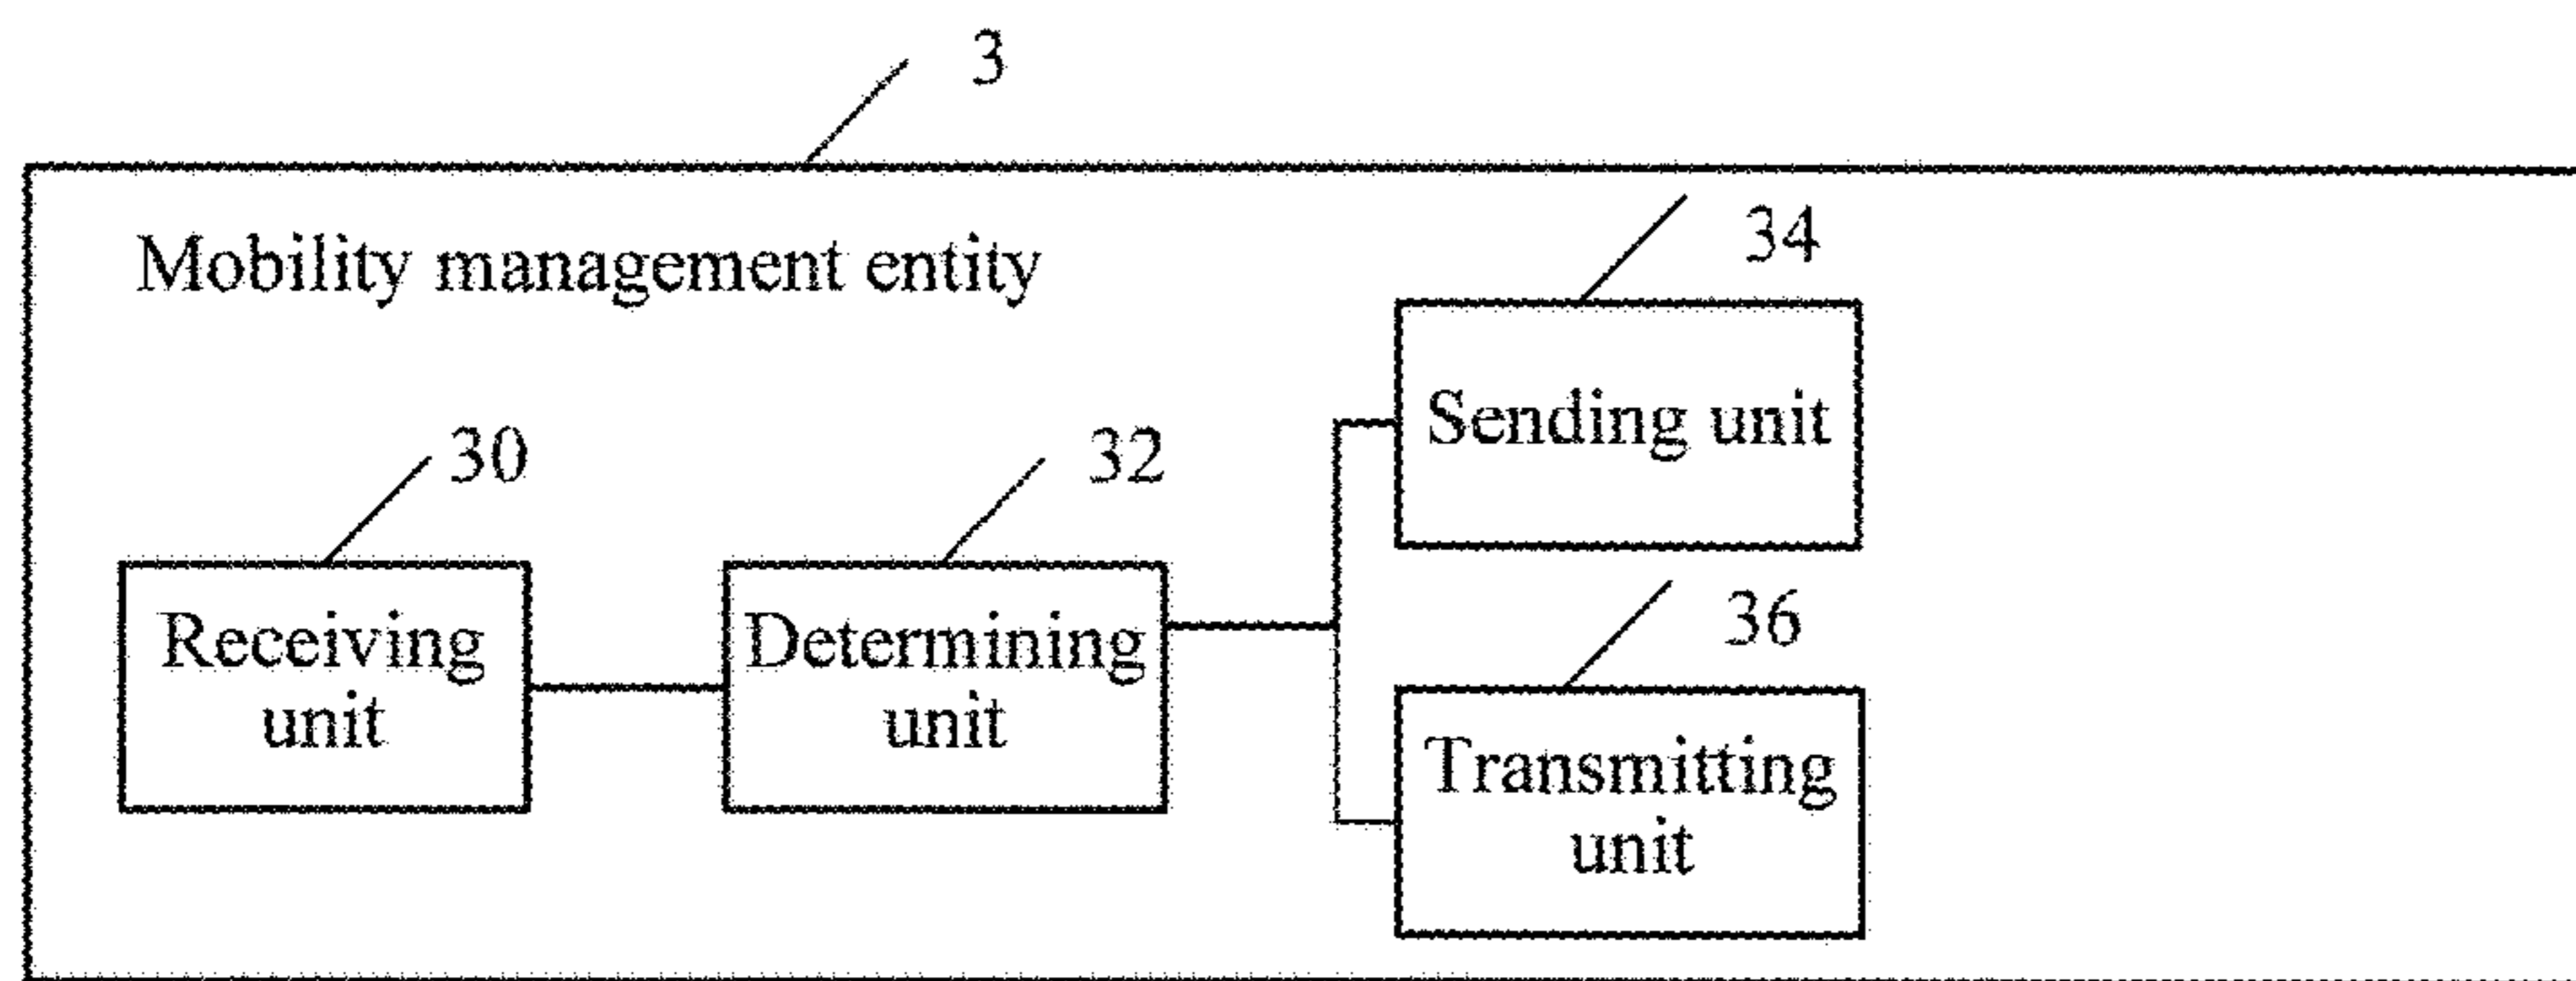 3
Mobility management entity
34
Sending unit
30
32
Receiving
unit
Determining
unit
36
Transmitting
unit